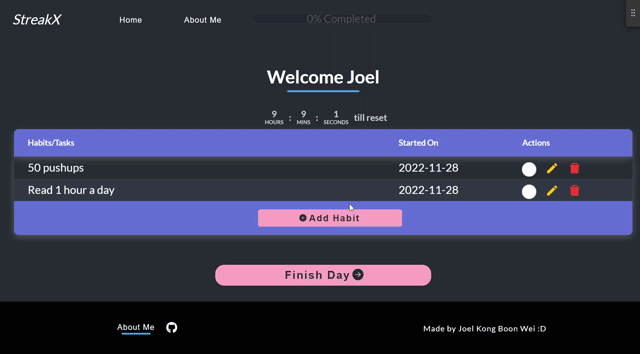 StreakX Home About Me 0% Completed
Welcome Joel
9 HOURS : 9 MINS : 1 SECONDS till reset
Habits/Tasks Started On Actions
50 pushups 2022-11-28
Read 1 hour a day 2022-11-28
Add Habit
Finish Day
About Me Made by Joel Kong Boon Wei :D